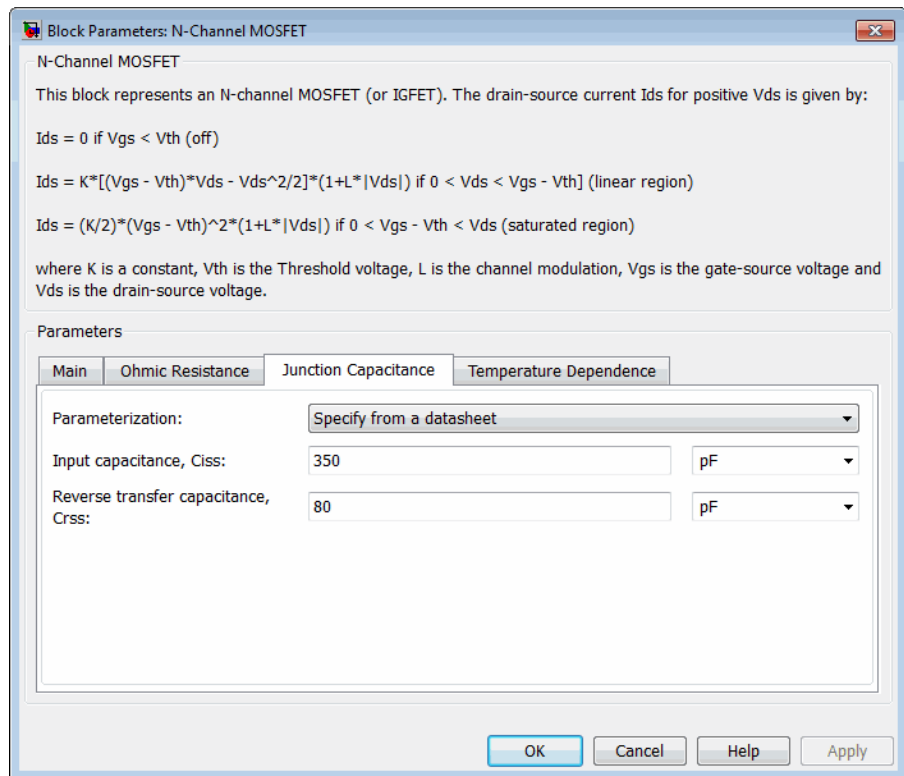 Block Parameters: N-Channel MOSFET
N-Channel MOSFET
This block represents an N-channel MOSFET (or IGFET). The drain-source current Ids for positive Vds is given by:
Ids = 0 if Vgs < Vth (off)
Ids = K*[(Vgs - Vth)*Vds - Vds^2/2]*(1+L*|Vds|) if 0 < Vds < Vgs - Vth] (linear region)
Ids = (K/2)*(Vgs - Vth)^2*(1+L*|Vds|) if 0 < Vgs - Vth < Vds (saturated region)
where K is a constant, Vth is the Threshold voltage, L is the channel modulation, Vgs is the gate-source voltage and
Vds is the drain-source voltage.
Parameters
Main Ohmic Resistance Junction Capacitance Temperature Dependence
Parameterization: Specify from a datasheet
Input capacitance, Ciss: 350 pF
Reverse transfer capacitance,
Crss: 80 pF
OK Cancel Help Apply